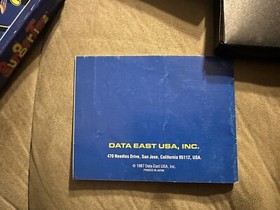 DATA EAST USA, INC.
470 Needles Drive, San Jose, California 95112, USA.
© 1987 Data East USA, Inc.
PRINTED IN JAPAN